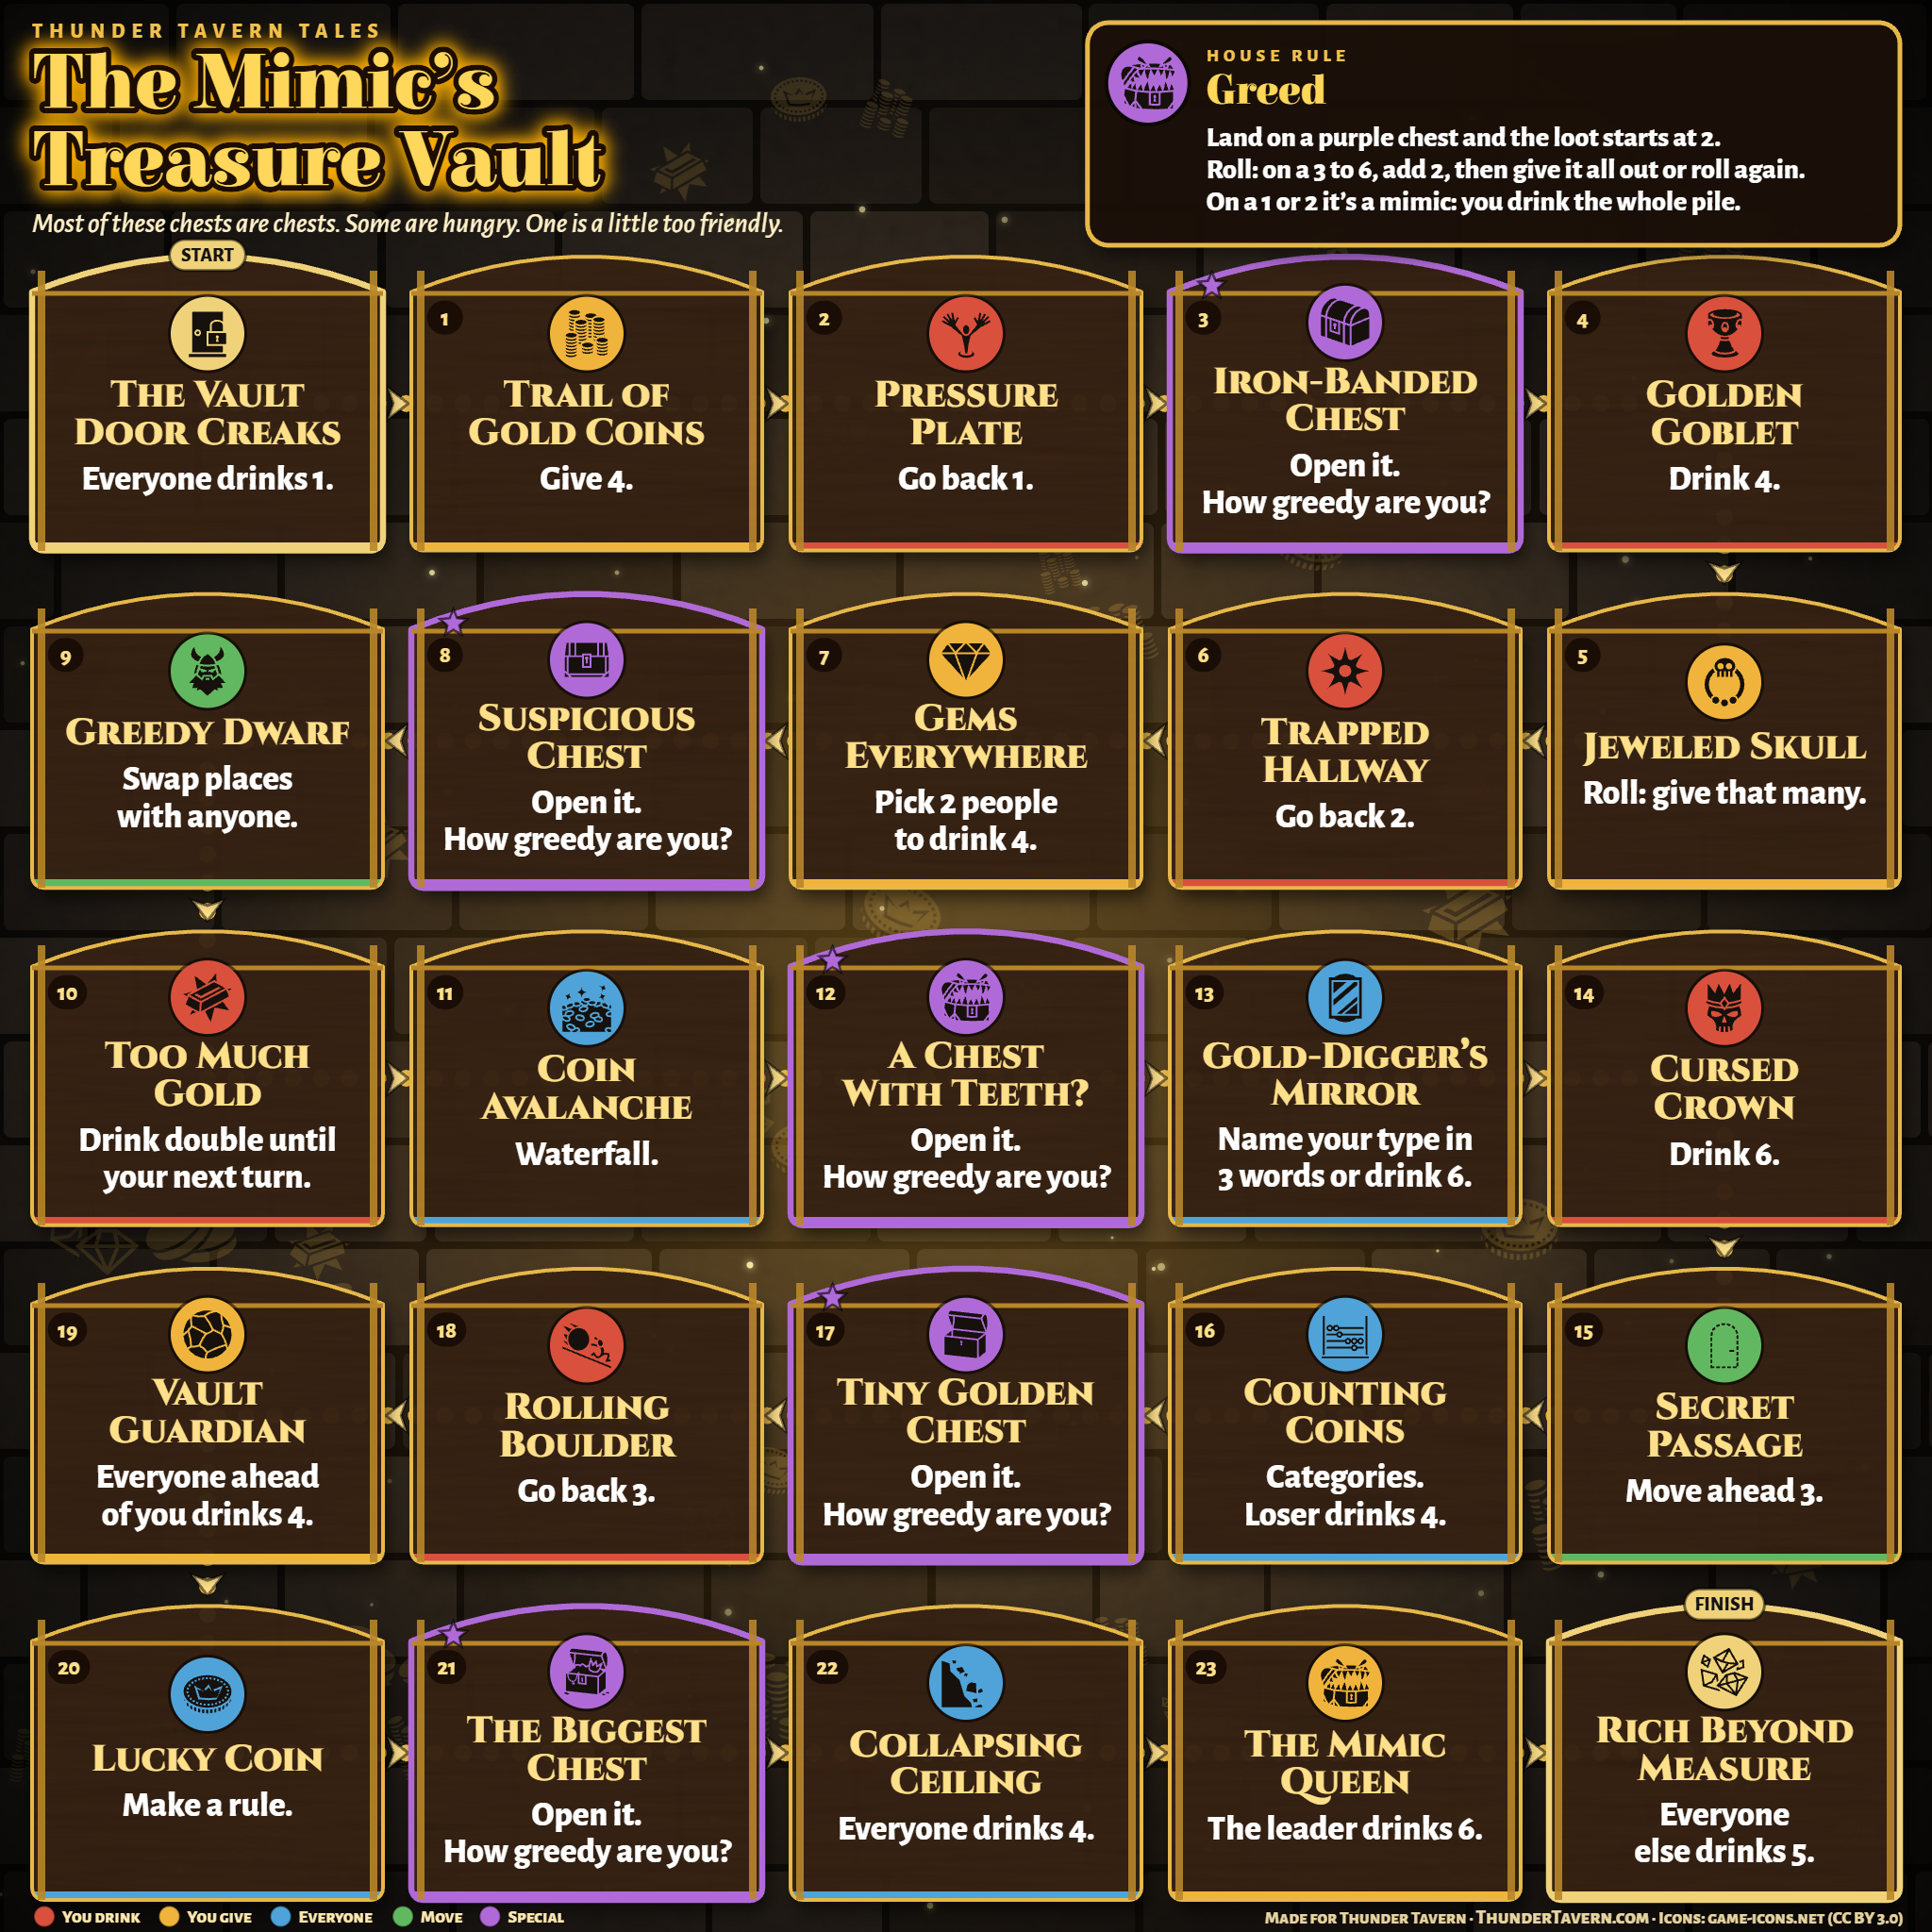 THUNDER TAVERN TALES
The Mimic's
Treasure Vault
Most of these chests are chests. Some are hungry. One is a little too friendly.
HOUSE RULE
Greed
Land on a purple chest and the loot starts at 2.
Roll: on a 3 to 6, add 2, then give it all out or roll again.
On a 1 or 2 it's a mimic: you drink the whole pile.
START
THE VAULT
DOOR CREAKS
Everyone drinks 1.
1
TRAIL OF
GOLD COINS
Give 4.
2
PRESSURE
PLATE
Go back 1.
3
IRON-BANDED
CHEST
Open it.
How greedy are you?
4
GOLDEN
GOBLET
Drink 4.
9
GREEDY DWARF
Swap places
with anyone.
8
SUSPICIOUS
CHEST
Open it.
How greedy are you?
7
GEMS
EVERYWHERE
Pick 2 people
to drink 4.
6
TRAPPED
HALLWAY
Go back 2.
5
JEWELED SKULL
Roll: give that many.
10
TOO MUCH
GOLD
Drink double until
your next turn.
11
COIN
AVALANCHE
Waterfall.
12
A CHEST
WITH TEETH?
Open it.
How greedy are you?
13
GOLD-DIGGER'S
MIRROR
Name your type in
3 words or drink 6.
14
CURSED
CROWN
Drink 6.
19
VAULT
GUARDIAN
Everyone ahead
of you drinks 4.
18
ROLLING
BOULDER
Go back 3.
17
TINY GOLDEN
CHEST
Open it.
How greedy are you?
16
COUNTING
COINS
Categories.
Loser drinks 4.
15
SECRET
PASSAGE
Move ahead 3.
20
LUCKY COIN
Make a rule.
21
THE BIGGEST
CHEST
Open it.
How greedy are you?
22
COLLAPSING
CEILING
Everyone drinks 4.
23
THE MIMIC
QUEEN
The leader drinks 6.
FINISH
RICH BEYOND
MEASURE
Everyone
else drinks 5.
YOU DRINK YOU GIVE EVERYONE MOVE SPECIAL
MADE FOR THUNDER TAVERN · THUNDERTAVERN.COM · ICONS: GAME-ICONS.NET (CC BY 3.0)